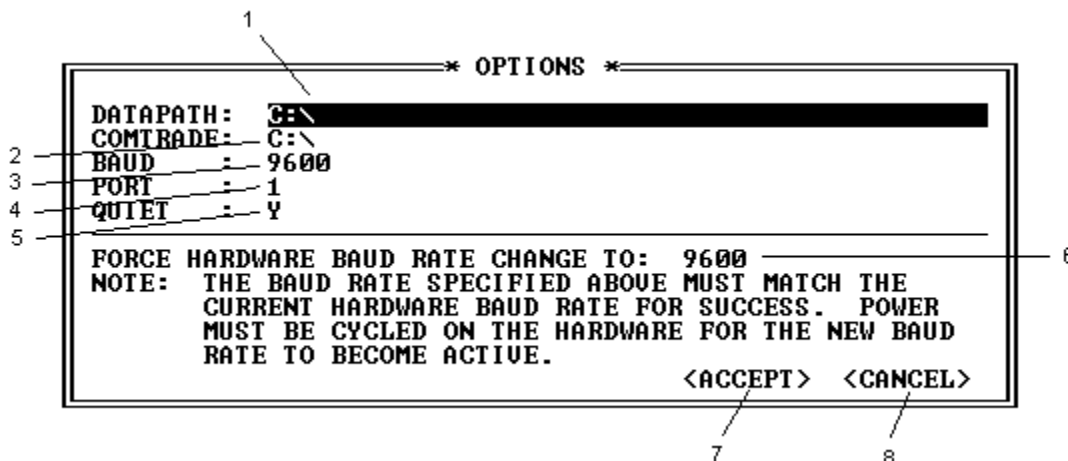 1
* OPTIONS *
DATAPATH: C:\
COMTRADE: C:\
2
BAUD : 9600
3
PORT : 1
4
QUIET : Y
5
FORCE HARDWARE BAUD RATE CHANGE TO: 9600
6
NOTE: THE BAUD RATE SPECIFIED ABOVE MUST MATCH THE
CURRENT HARDWARE BAUD RATE FOR SUCCESS. POWER
MUST BE CYCLED ON THE HARDWARE FOR THE NEW BAUD
RATE TO BECOME ACTIVE.
<ACCEPT> <CANCEL>
7 8